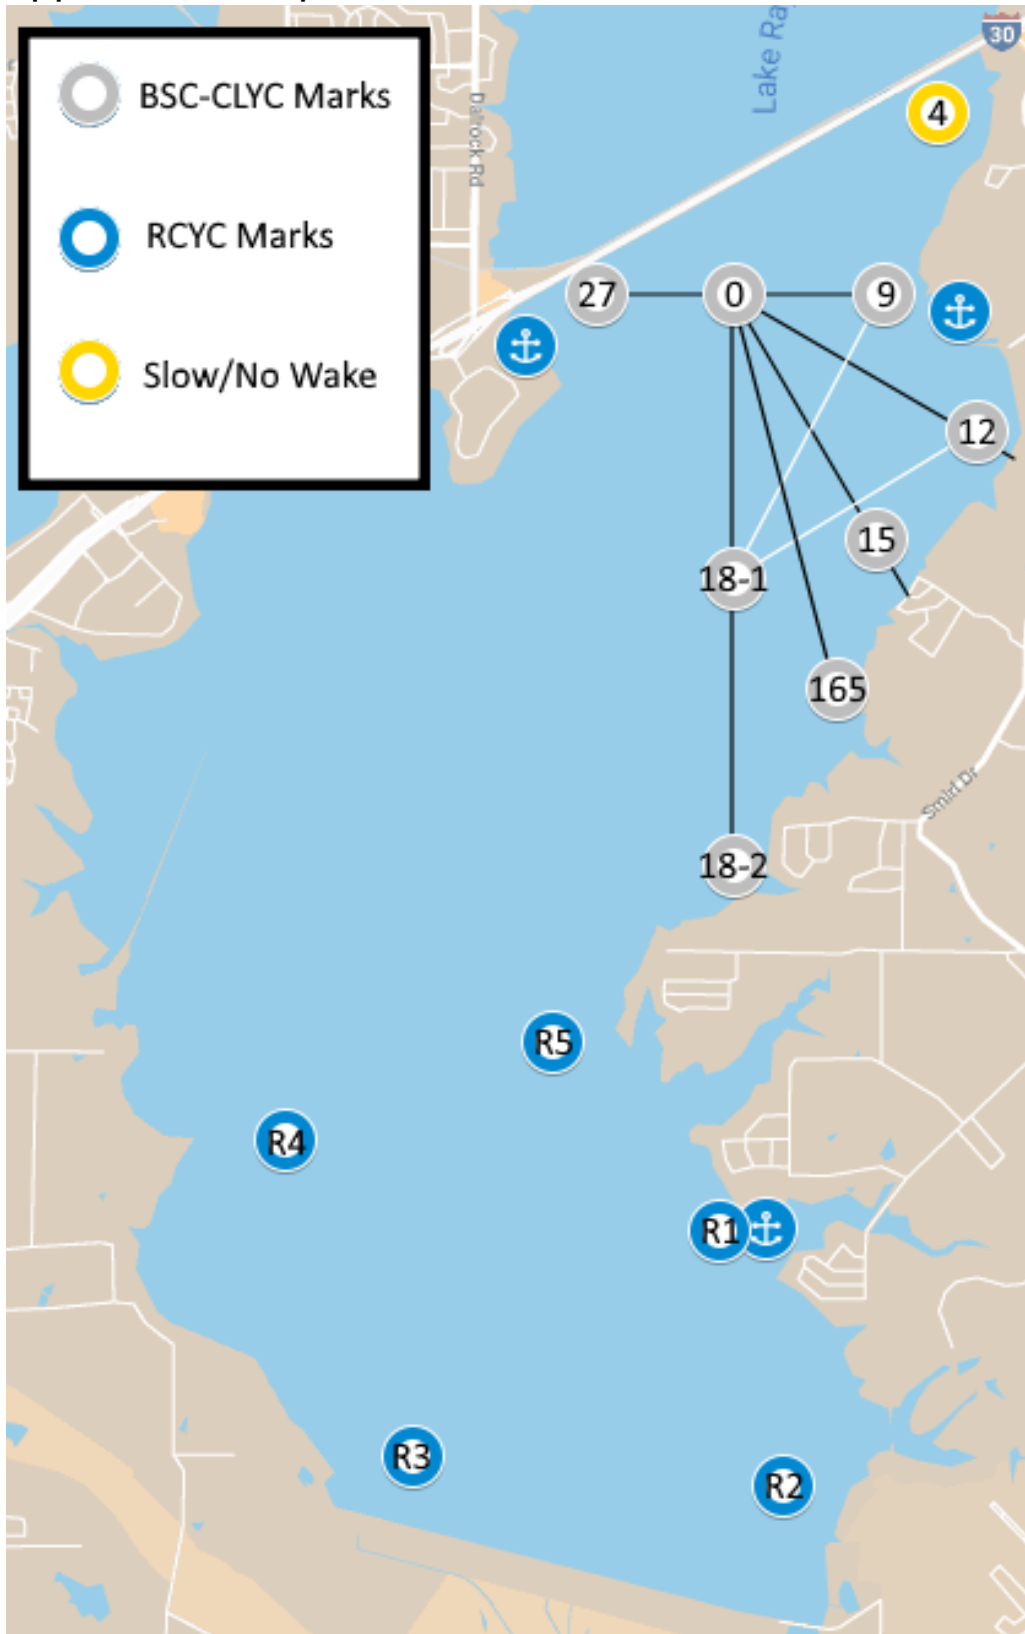 BSC-CLYC Marks
RCYC Marks
Slow/No Wake
Dalrock Rd
Lake Ra
30
4
27
0
9
12
15
18-1
165
Smirl Dr
18-2
R5
R4
R1
R3
R2